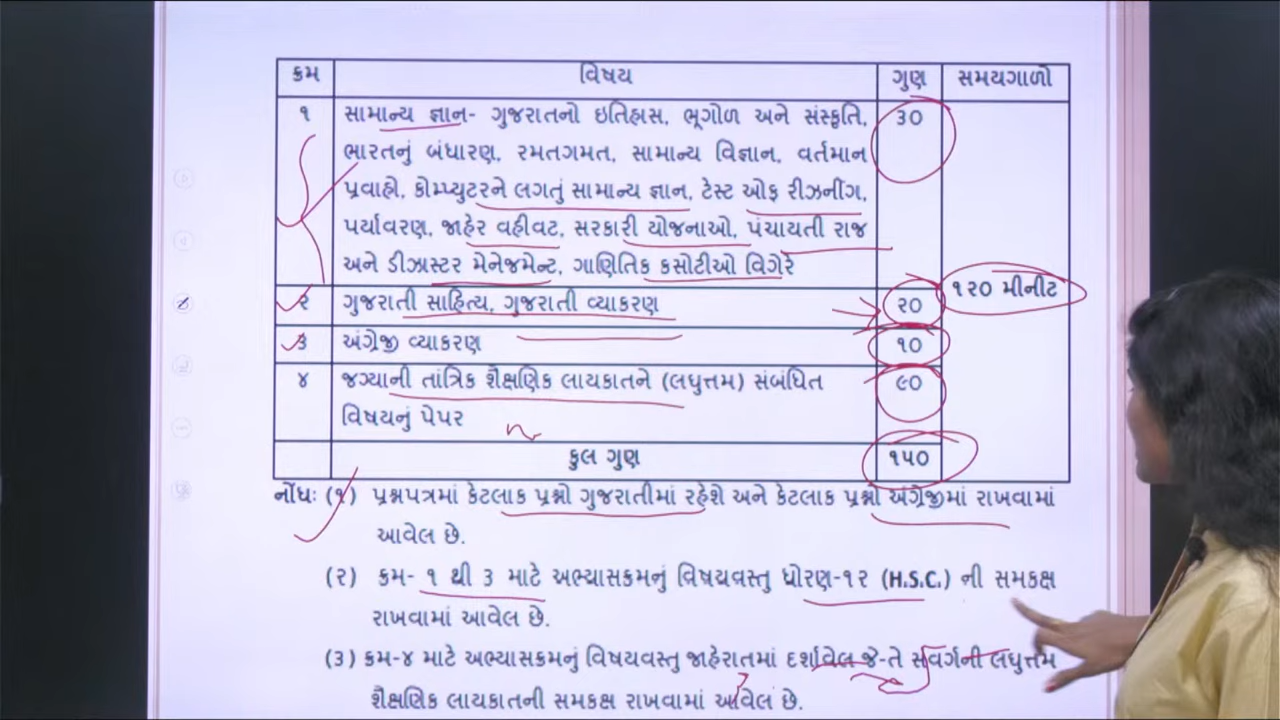 ક્રમ વિષય ગુણ સમયગાળો
૧ સામાન્ય જ્ઞાન- ગુજરાતનો ઇતિહાસ, ભૂગોળ અને સંસ્કૃતિ, ૩૦
ભારતનું બંધારણ, રમતગમત, સામાન્ય વિજ્ઞાન, વર્તમાન
પ્રવાહો, કોમ્પ્યુટરને લગતું સામાન્ય જ્ઞાન, ટેસ્ટ ઓફ રીઝનીંગ,
પર્યાવરણ, જાહેર વહીવટ, સરકારી યોજનાઓ, પંચાયતી રાજ
અને ડીઝાસ્ટર મેનેજમેન્ટ, ગાણિતિક કસોટીઓ વિગેરે
૧૨૦ મીનીટ
૨ ગુજરાતી સાહિત્ય, ગુજરાતી વ્યાકરણ ૨૦
૩ અંગ્રેજી વ્યાકરણ ૧૦
૪ જગ્યાની તાંત્રિક શૈક્ષણિક લાયકાતને (લઘુત્તમ) સંબંધિત ૯૦
વિષયનું પેપર
કુલ ગુણ ૧૫૦
નોંધઃ (૧) પ્રશ્નપત્રમાં કેટલાક પ્રશ્નો ગુજરાતીમાં રહેશે અને કેટલાક પ્રશ્નો અંગ્રેજીમાં રાખવામાં
આવેલ છે.
(૨) ક્રમ- ૧ થી ૩ માટે અભ્યાસક્રમનું વિષયવસ્તુ ધોરણ-૧૨ (H.S.C.) ની સમકક્ષ
રાખવામાં આવેલ છે.
(૩) ક્રમ-૪ માટે અભ્યાસક્રમનું વિષયવસ્તુ જાહેરાતમાં દર્શાવેલ જે-તે સંવર્ગની લઘુત્તમ
શૈક્ષણિક લાયકાતની સમકક્ષ રાખવામાં આવેલ છે.